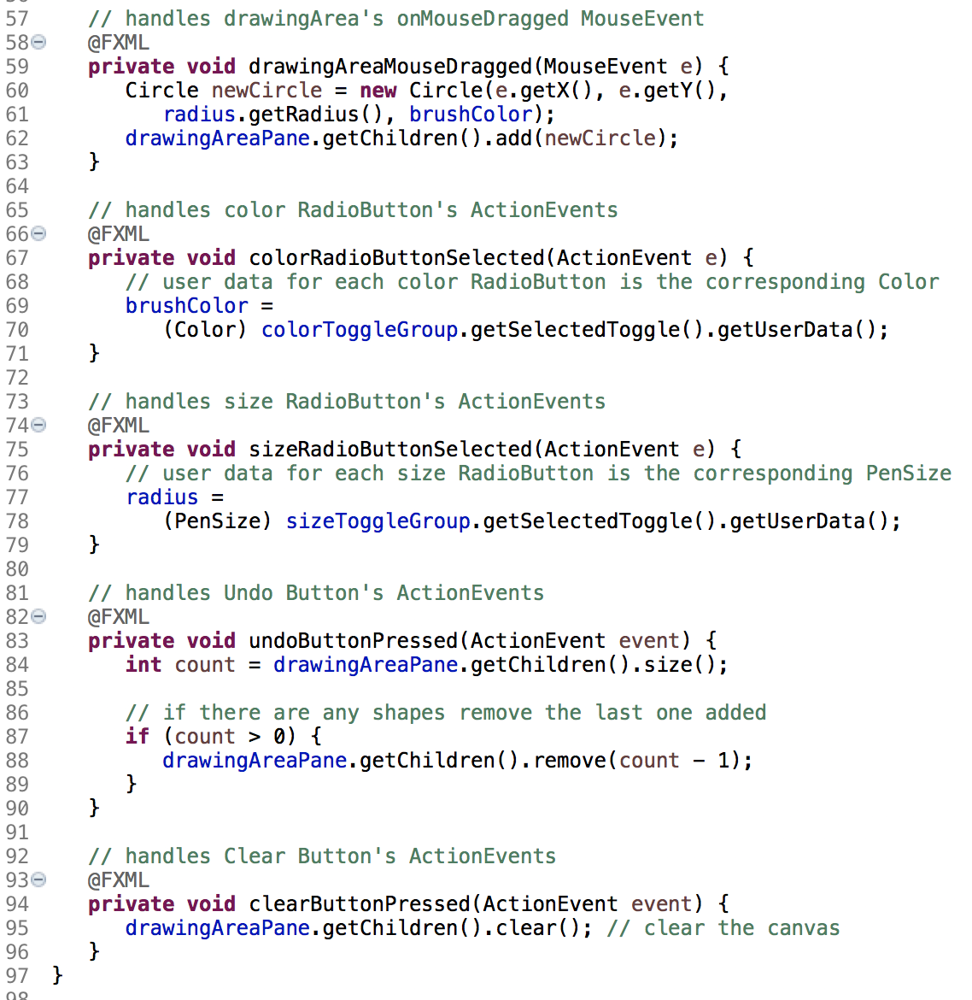 57 // handles drawingArea's onMouseDragged MouseEvent
58 @FXML
59 private void drawingAreaMouseDragged(MouseEvent e) {
60 Circle newCircle = new Circle(e.getX(), e.getY(),
61 radius.getRadius(), brushColor);
62 drawingAreaPane.getChildren().add(newCircle);
63 }
64
65 // handles color RadioButton's ActionEvents
66 @FXML
67 private void colorRadioButtonSelected(ActionEvent e) {
68 // user data for each color RadioButton is the corresponding Color
69 brushColor =
70 (Color) colorToggleGroup.getSelectedToggle().getUserData();
71 }
72
73 // handles size RadioButton's ActionEvents
74 @FXML
75 private void sizeRadioButtonSelected(ActionEvent e) {
76 // user data for each size RadioButton is the corresponding PenSize
77 radius =
78 (PenSize) sizeToggleGroup.getSelectedToggle().getUserData();
79 }
80
81 // handles Undo Button's ActionEvents
82 @FXML
83 private void undoButtonPressed(ActionEvent event) {
84 int count = drawingAreaPane.getChildren().size();
85
86 // if there are any shapes remove the last one added
87 if (count > 0) {
88 drawingAreaPane.getChildren().remove(count - 1);
89 }
90 }
91
92 // handles Clear Button's ActionEvents
93 @FXML
94 private void clearButtonPressed(ActionEvent event) {
95 drawingAreaPane.getChildren().clear(); // clear the canvas
96 }
97 }
98